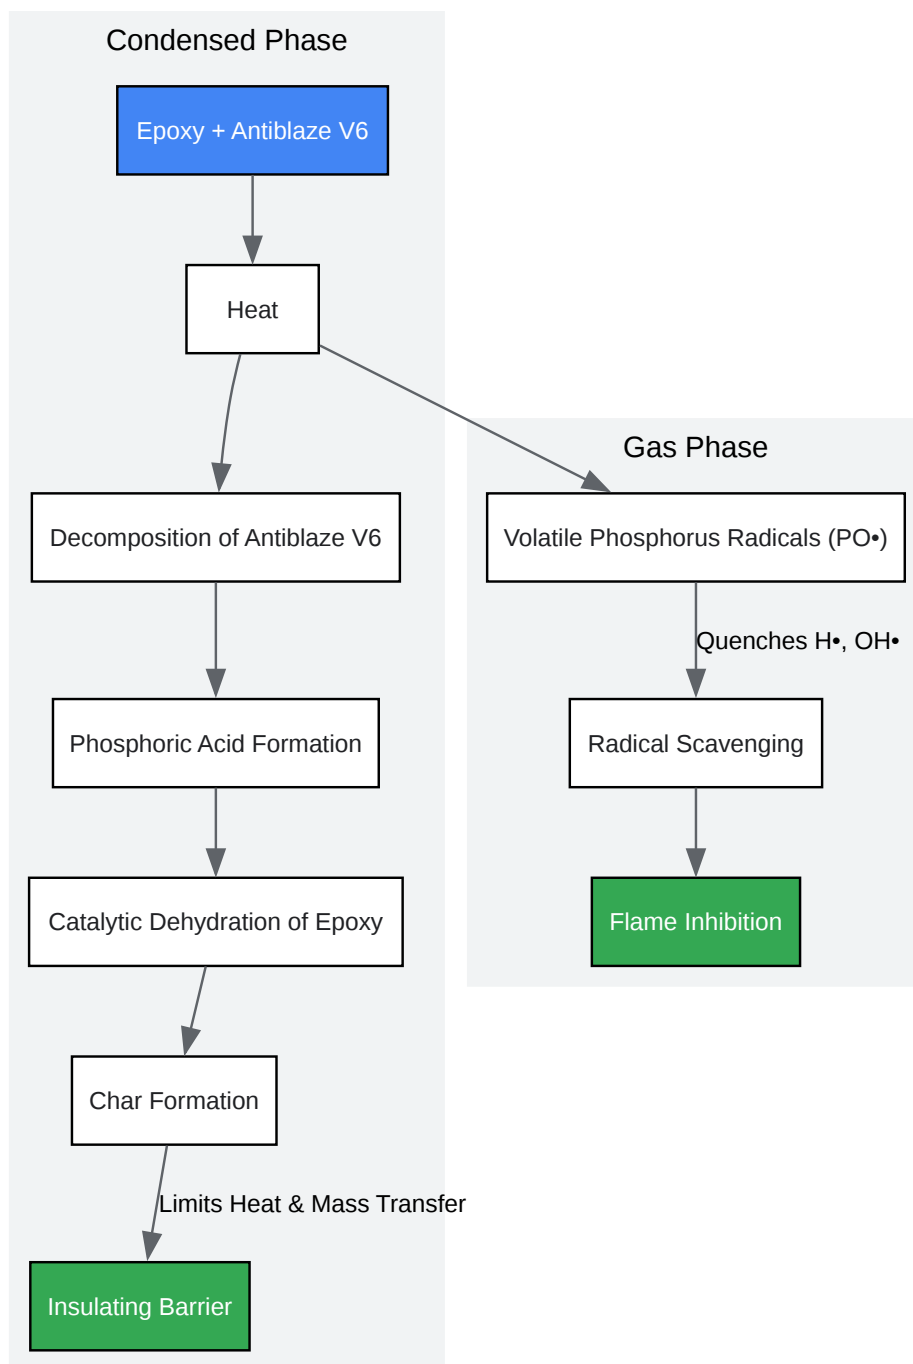 Condensed Phase
Epoxy + Antiblaze V6
Heat
Decomposition of Antiblaze V6
Phosphoric Acid Formation
Catalytic Dehydration of Epoxy
Char Formation
Limits Heat & Mass Transfer
Insulating Barrier
Gas Phase
Volatile Phosphorus Radicals (PO•)
Quenches H•, OH•
Radical Scavenging
Flame Inhibition